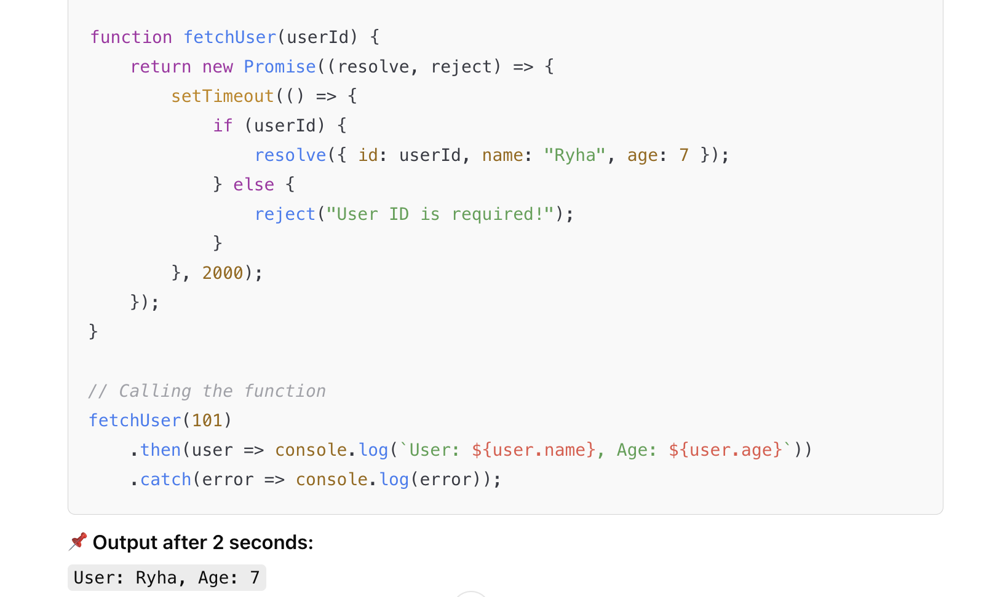 function fetchUser(userId) {
    return new Promise((resolve, reject) => {
        setTimeout(() => {
            if (userId) {
                resolve({ id: userId, name: "Ryha", age: 7 });
            } else {
                reject("User ID is required!");
            }
        }, 2000);
    });
}
// Calling the function
fetchUser(101)
    .then(user => console.log(`User: ${user.name}, Age: ${user.age}`))
    .catch(error => console.log(error));
📌 Output after 2 seconds:
User: Ryha, Age: 7